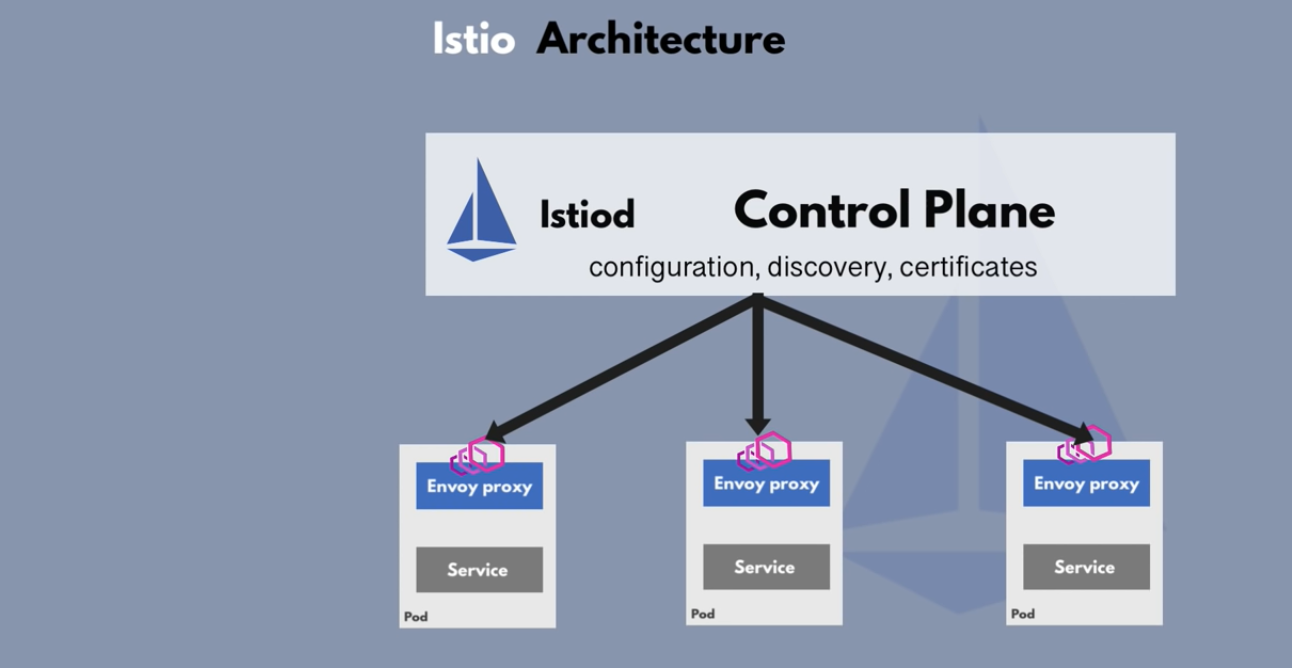 Istio Architecture
Istiod Control Plane
configuration, discovery, certificates
Envoy proxy
Service
Pod
Envoy proxy
Service
Pod
Envoy proxy
Service
Pod